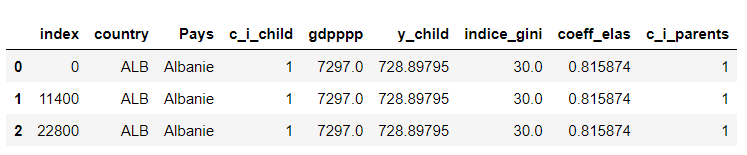 index country Pays c_i_child gdpppp y_child indice_gini coeff_elas c_i_parents
0 0 ALB Albanie 1 7297.0 728.89795 30.0 0.815874 1
1 11400 ALB Albanie 1 7297.0 728.89795 30.0 0.815874 1
2 22800 ALB Albanie 1 7297.0 728.89795 30.0 0.815874 1